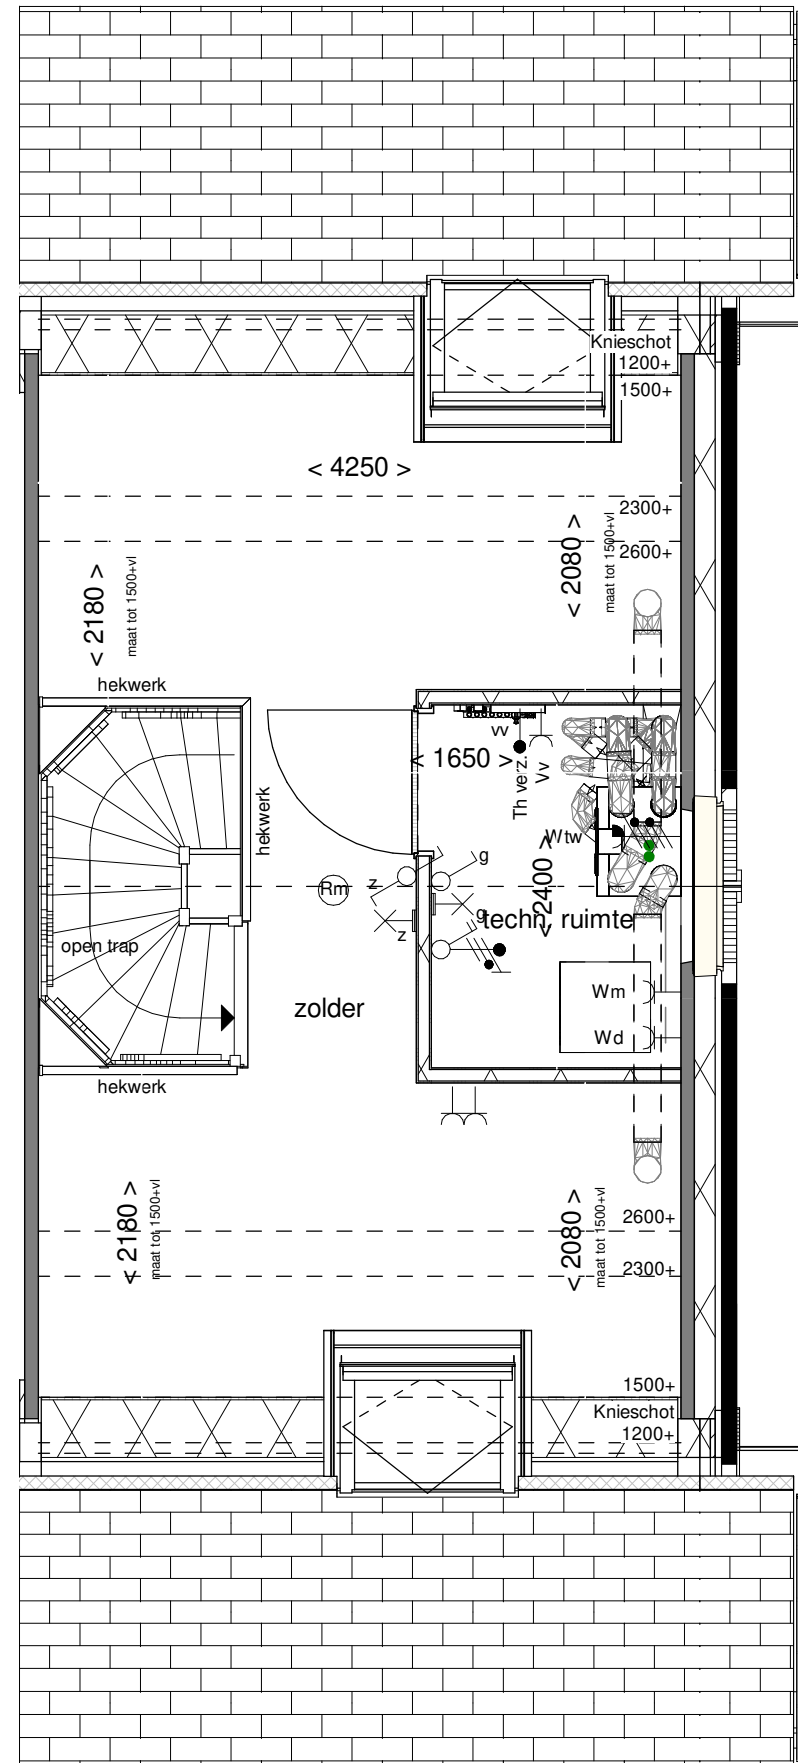 Knieschot
1200+
1500+
< 4250 >
2300+
2600+
< 2080 >
maat tot 1500+vl
< 2180 >
maat tot 1500+vl
hekwerk
hekwerk
vv
< 1650 >
Th verz.
Vv
Wtw
< 2400 >
g
z
Rm
g
z
techn. ruimte
open trap
Wm
zolder
Wd
hekwerk
< 2180 >
maat tot 1500+vl
< 2080 >
maat tot 1500+vl
2600+
2300+
1500+
Knieschot
1200+